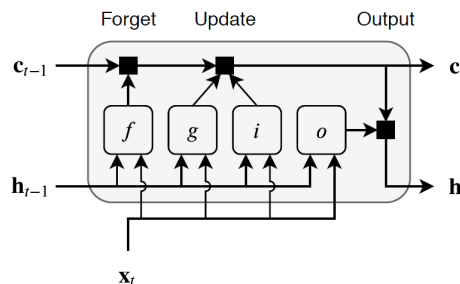 Forget Update Output
c_{t−1} c
f g i o
h_{t−1} h
x_t